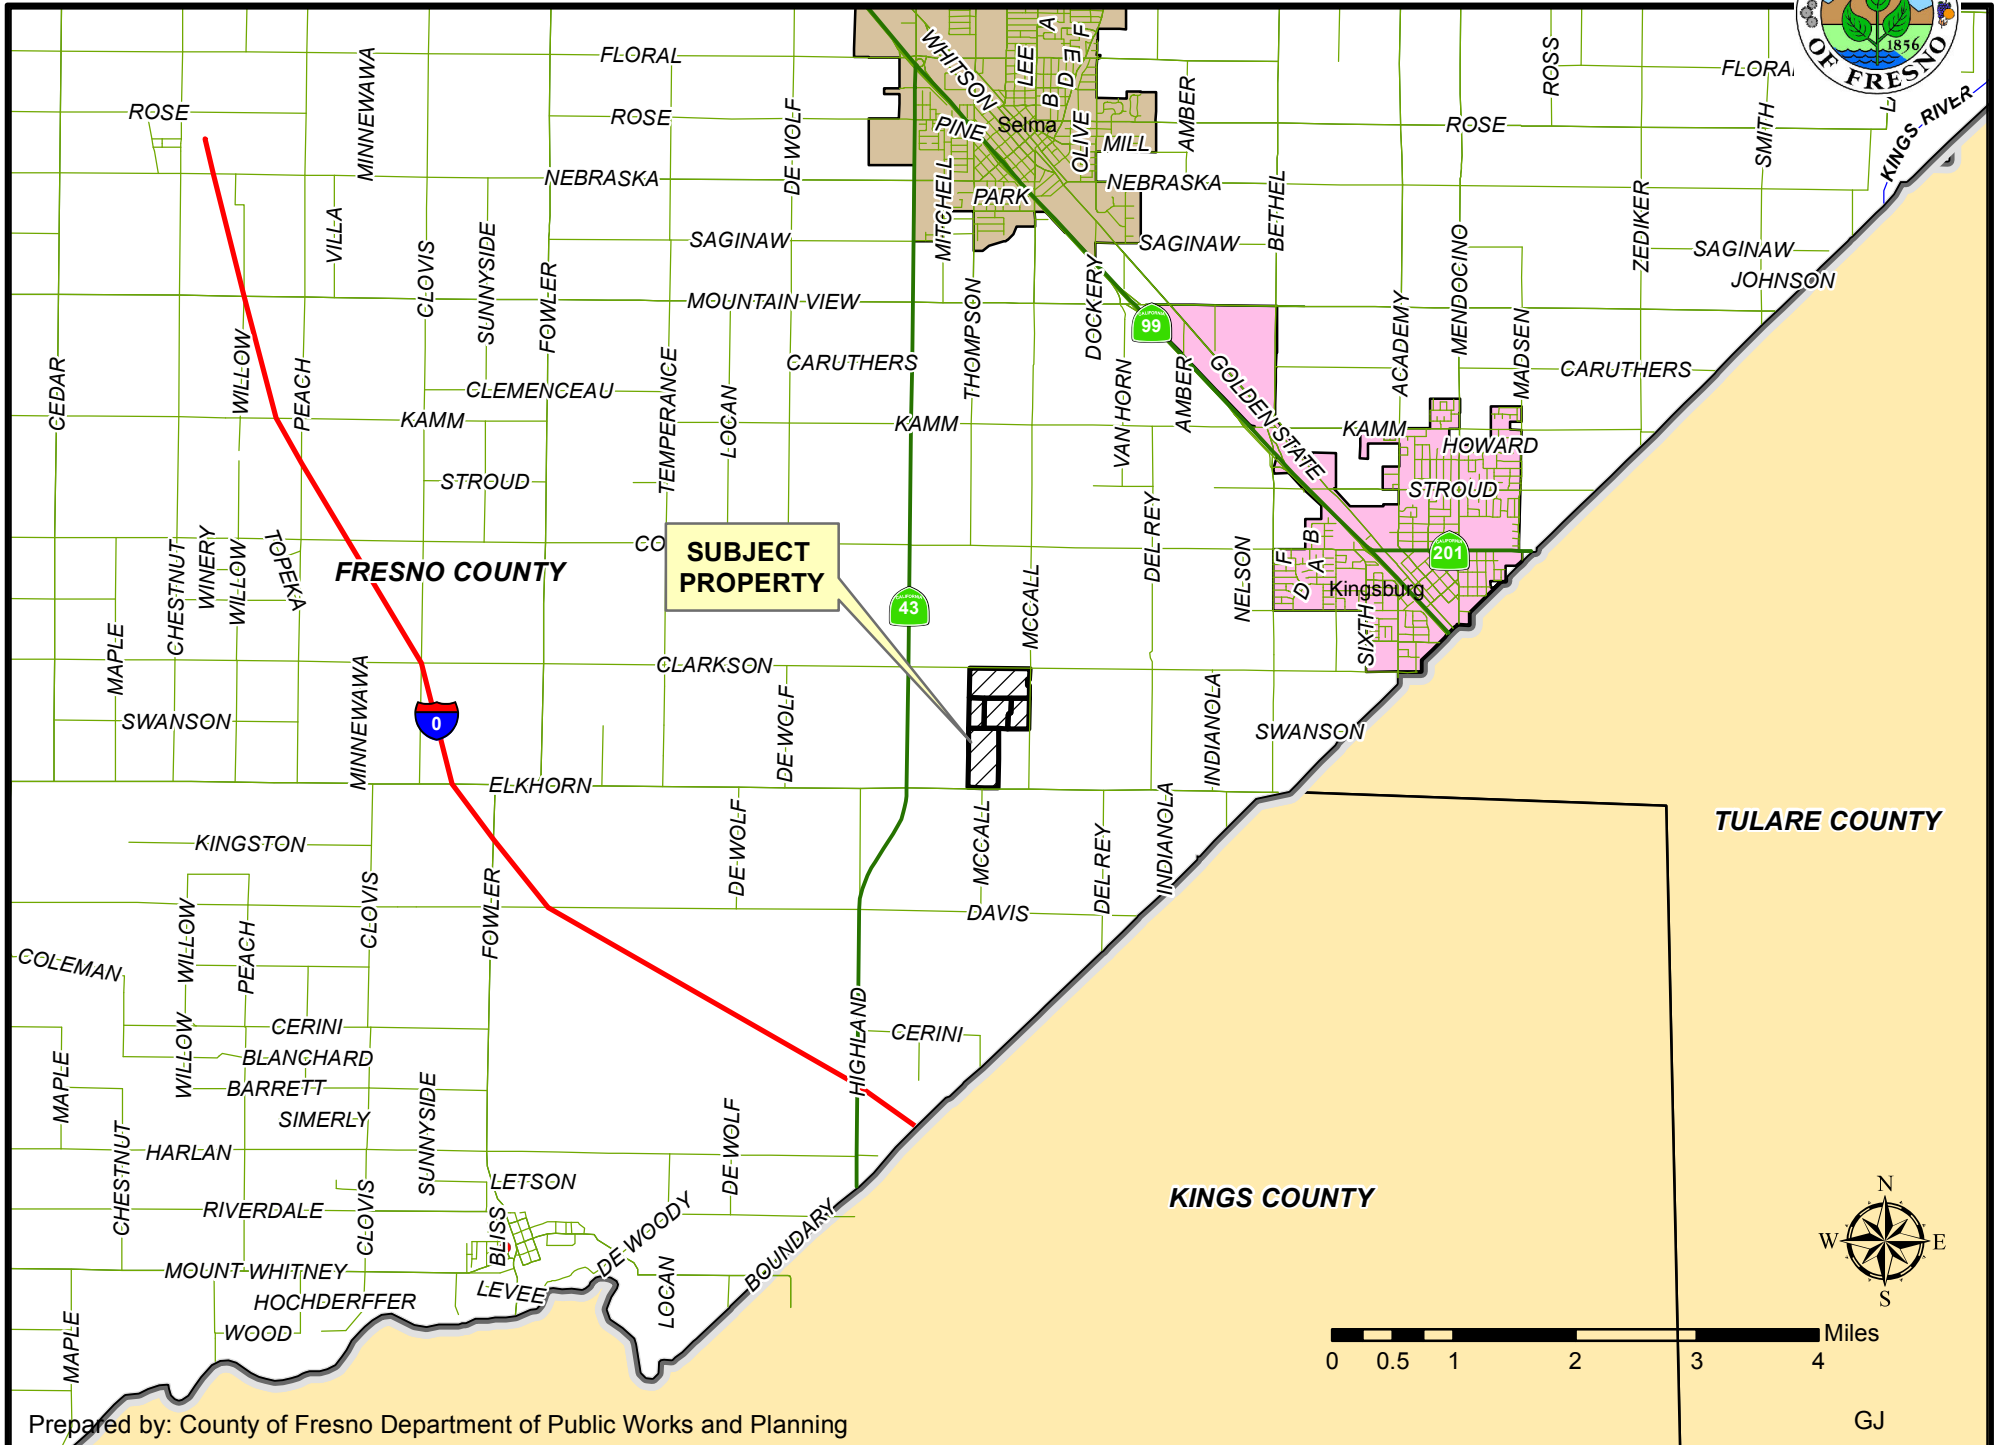 FLORAL
WHITSON
LEE
A
B
D
E
F
ROSS
FLORA
1856
OF FRESNO
ROSE
MINNEWAWA
ROSE
DE WOLF
PINE
Selma
OLIVE
MILL
AMBER
ROSE
SMITH
KINGS RIVER
NEBRASKA
MITCHELL
PARK
NEBRASKA
BETHEL
VILLA
CLOVIS
SUNNYSIDE
FOWLER
SAGINAW
SAGINAW
MENDOCINO
ZEDIKER
SAGINAW
JOHNSON
MOUNTAIN VIEW
THOMPSON
DOCKERY
CALIFORNIA
99
ACADEMY
MADSEN
CEDAR
WILLOW
PEACH
CLEMENCEAU
TEMPERANCE
LOCAN
CARUTHERS
VAN HORN
AMBER
GOLDEN STATE
CARUTHERS
KAMM
KAMM
KAMM
HOWARD
STROUD
STROUD
DEL REY
CO
SUBJECT
PROPERTY
CHESTNUT
WINERY
WILLOW
TOPEKA
FRESNO COUNTY
CALIFORNIA
43
MCCALL
NELSON
F
B
D
A
CALIFORNIA
201
Kingsburg
SIXTH
MAPLE
MINNEWAWA
CLARKSON
DE WOLF
INDIANOLA
SWANSON
0
SWANSON
ELKHORN
KINGSTON
DE WOLF
MCCALL
DEL REY
INDIANOLA
TULARE COUNTY
CLOVIS
FOWLER
DAVIS
COLEMAN
WILLOW
PEACH
CERINI
WILLOW
BLANCHARD
BARRETT
HIGHLAND
CERINI
MAPLE
SIMERLY
SUNNYSIDE
DE WOLF
CHESTNUT
HARLAN
LETSON
KINGS COUNTY
RIVERDALE
CLOVIS
BLISS
DE WOODY
BOUNDARY
MOUNT WHITNEY
LEVEE
LOCAN
HOCHDERFFER
WOOD
MAPLE
N
W
E
S
Miles
0
0.5
1
2
3
4
Prepared by: County of Fresno Department of Public Works and Planning
GJ